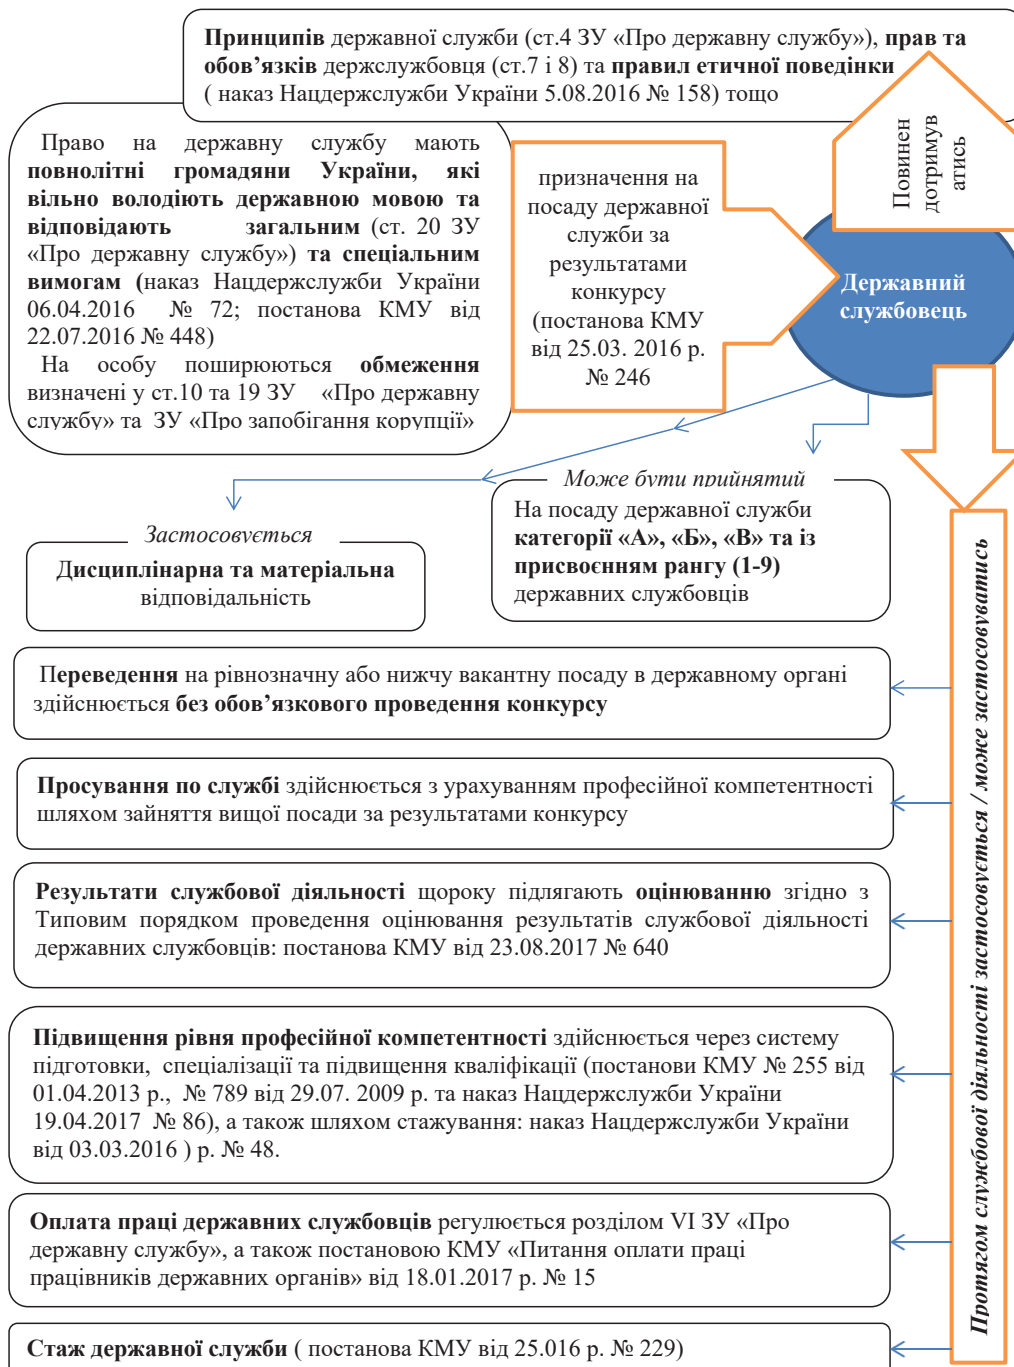 Принципів державної служби (ст.4 ЗУ «Про державну службу»), прав та
обов’язків держслужбовця (ст.7 і 8) та правил етичної поведінки
( наказ Нацдержслужби України 5.08.2016 № 158) тощо
Повинен
дотримув
атись
Право на державну службу мають
повнолітні громадяни України, які
вільно володіють державною мовою та
відповідають загальним (ст. 20 ЗУ
«Про державну службу») та спеціальним
вимогам (наказ Нацдержслужби України
06.04.2016 № 72; постанова КМУ від
22.07.2016 № 448)
На особу поширюються обмеження
визначені у ст.10 та 19 ЗУ «Про державну
службу» та ЗУ «Про запобігання корупції»
призначення на
посаду державної
служби за
результатами
конкурсу
(постанова КМУ
від 25.03. 2016 р.
№ 246
Державний
службовець
Може бути прийнятий
На посаду державної служби
категорії «А», «Б», «В» та із
присвоєнням рангу (1-9)
державних службовців
Застосовується
Дисциплінарна та матеріальна
відповідальність
Протягом службової діяльності застосовується / може застосовуватись
Переведення на рівнозначну або нижчу вакантну посаду в державному органі
здійснюється без обов’язкового проведення конкурсу
Просування по службі здійснюється з урахуванням професійної компетентності
шляхом зайняття вищої посади за результатами конкурсу
Результати службової діяльності щороку підлягають оцінюванню згідно з
Типовим порядком проведення оцінювання результатів службової діяльності
державних службовців: постанова КМУ від 23.08.2017 № 640
Підвищення рівня професійної компетентності здійснюється через систему
підготовки, спеціалізації та підвищення кваліфікації (постанови КМУ № 255 від
01.04.2013 р., № 789 від 29.07. 2009 р. та наказ Нацдержслужби України
19.04.2017 № 86), а також шляхом стажування: наказ Нацдержслужби України
від 03.03.2016 ) р. № 48.
Оплата праці державних службовців регулюється розділом VI ЗУ «Про
державну службу», а також постановою КМУ «Питання оплати праці
працівників державних органів» від 18.01.2017 р. № 15
Стаж державної служби ( постанова КМУ від 25.016 р. № 229)